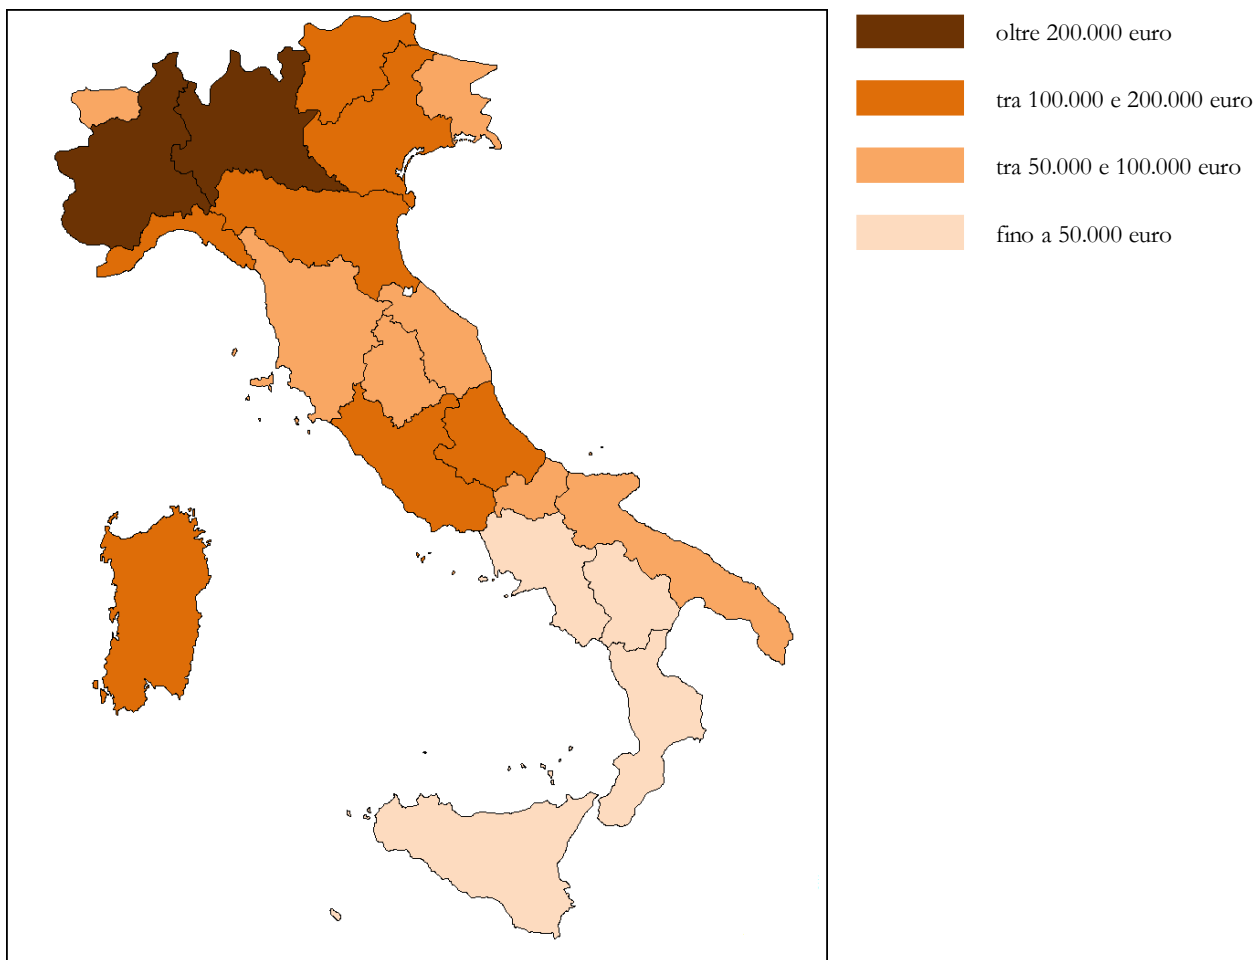 oltre 200.000 euro
tra 100.000 e 200.000 euro
tra 50.000 e 100.000 euro
fino a 50.000 euro